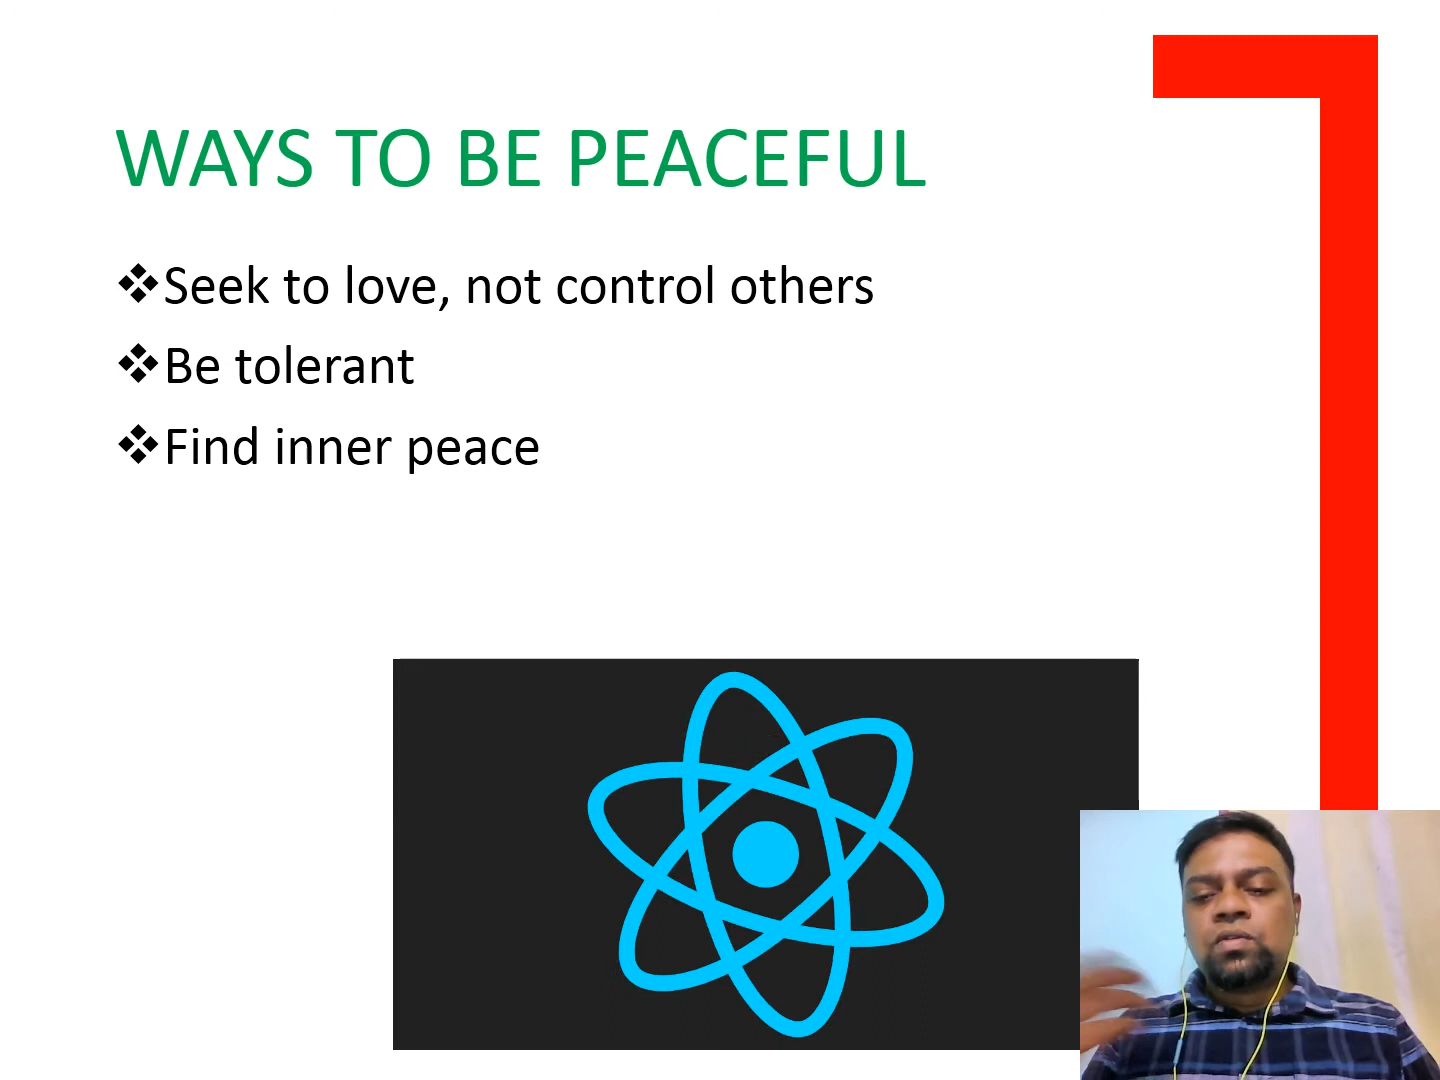 WAYS TO BE PEACEFUL
❖Seek to love, not control others
❖Be tolerant
❖Find inner peace